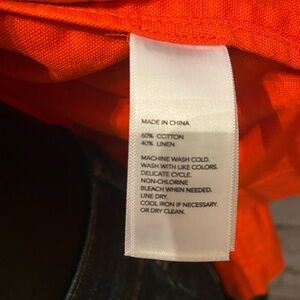 MADE IN CHINA
60% COTTON
40% LINEN
MACHINE WASH COLD.
WASH WITH LIKE COLORS.
DELICATE CYCLE.
NON-CHLORINE
BLEACH WHEN NEEDED.
LINE DRY.
COOL IRON IF NECESSARY.
OR DRY CLEAN.